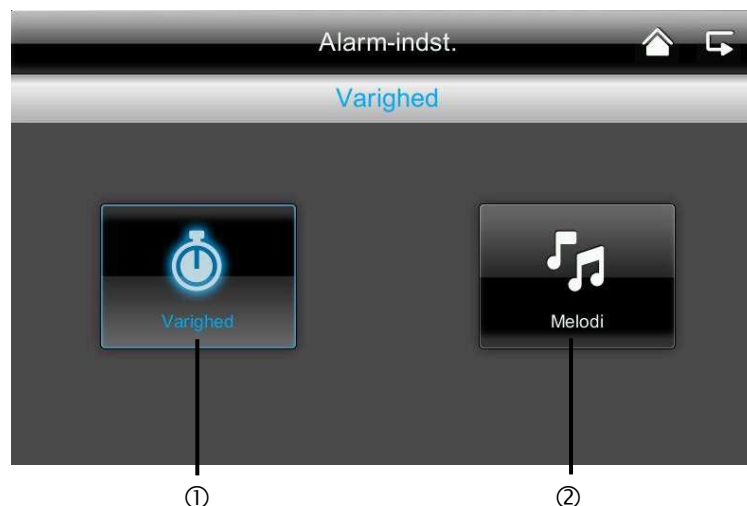 Alarm-indst.
Varighed
Varighed Melodi
① ②